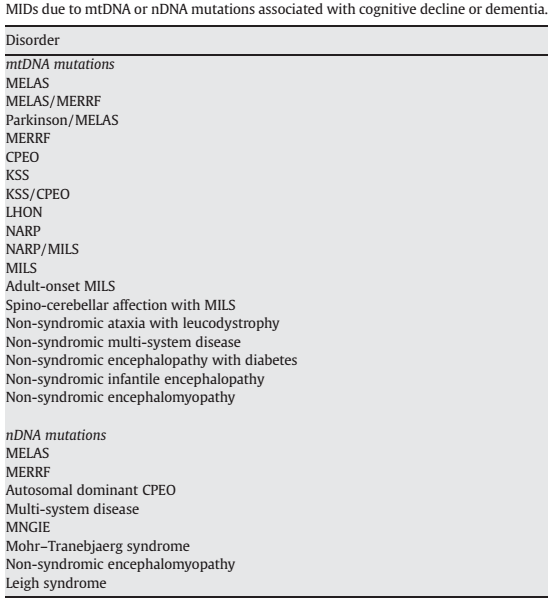 MIDs due to mtDNA or nDNA mutations associated with cognitive decline or dementia.
Disorder
mtDNA mutations
MELAS
MELAS/MERRF
Parkinson/MELAS
MERRF
CPEO
KSS
KSS/CPEO
LHON
NARP
NARP/MILS
MILS
Adult-onset MILS
Spino-cerebellar affection with MILS
Non-syndromic ataxia with leucodystrophy
Non-syndromic multi-system disease
Non-syndromic encephalopathy with diabetes
Non-syndromic infantile encephalopathy
Non-syndromic encephalomyopathy
nDNA mutations
MELAS
MERRF
Autosomal dominant CPEO
Multi-system disease
MNGIE
Mohr–Tranebjaerg syndrome
Non-syndromic encephalomyopathy
Leigh syndrome